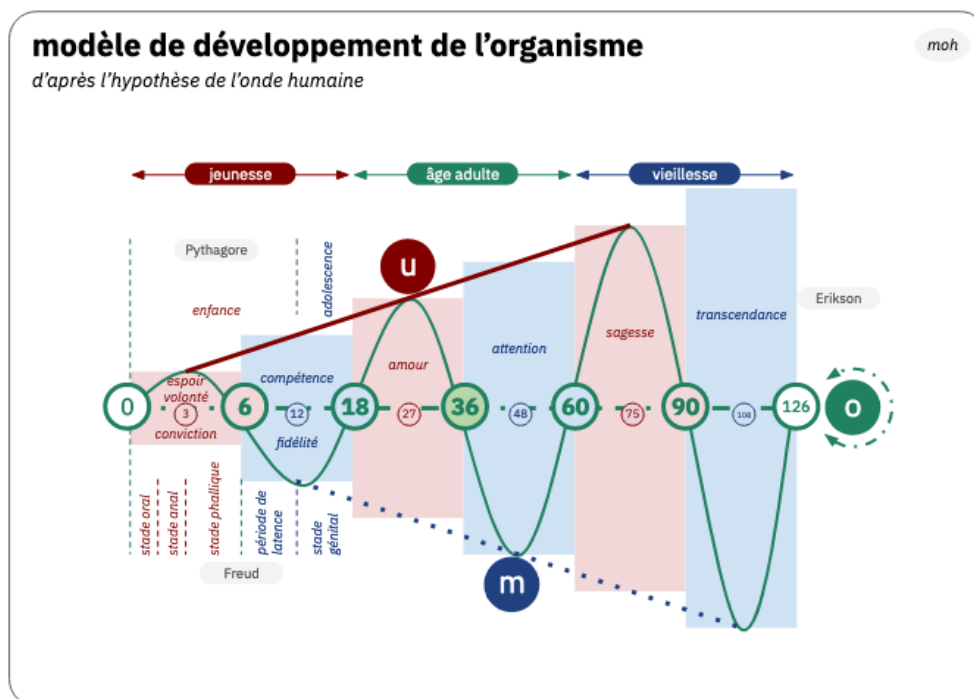 modèle de développement de l'organisme
moh
d'après l'hypothèse de l'onde humaine
jeunesse
âge adulte
vieillesse
Pythagore
adolescence
u
enfance
Erikson
transcendance
sagesse
attention
amour
espoir
volonté
compétence
0
3
6
12
18
27
36
48
60
75
90
108
126
o
conviction
fidélité
stade oral
stade anal
stade phallique
période de
latence
stade
génital
Freud
m